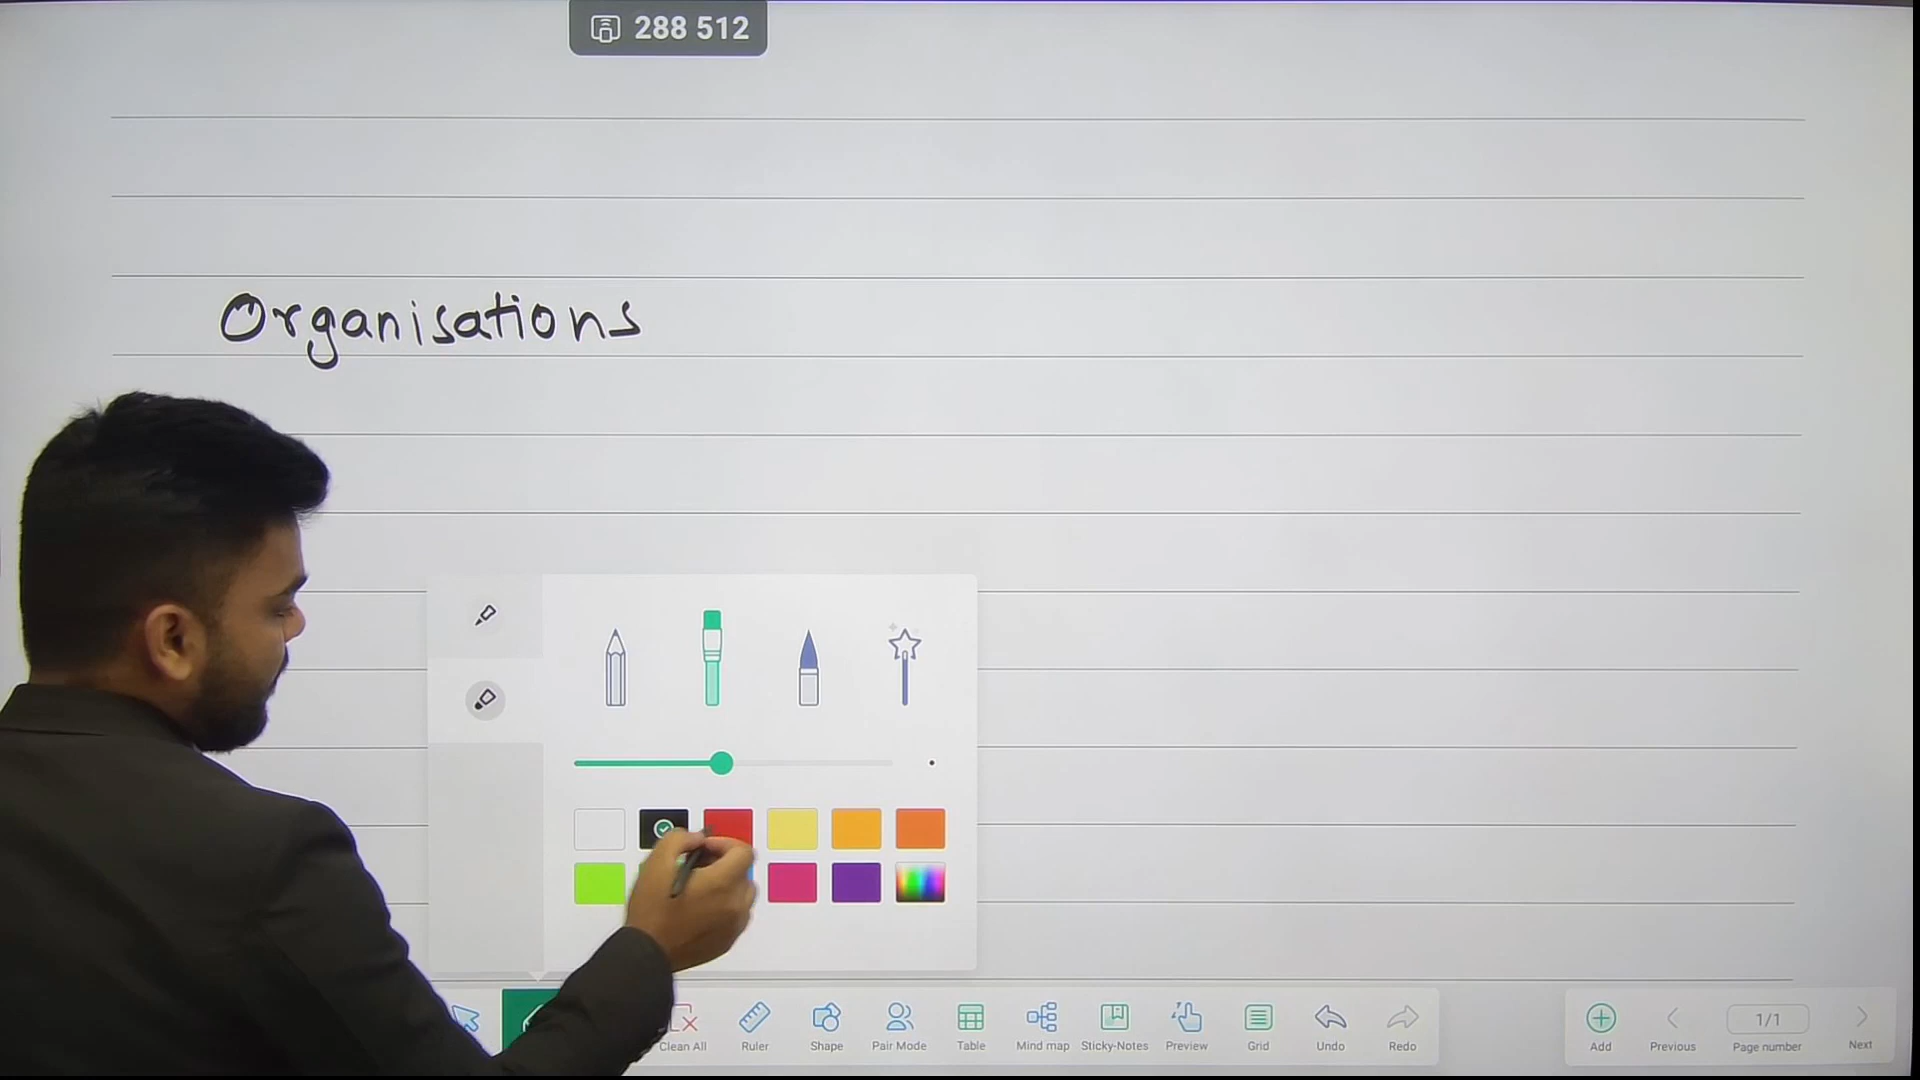 288 512
Organisations
Clean All Ruler Shape Pair Mode Table Mind map Sticky-Notes Preview Grid Undo Redo
1/1
Add Previous Page number Next